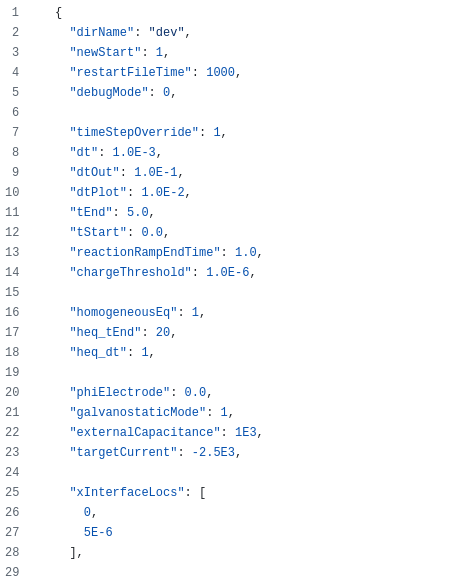 1 {
2 "dirName": "dev",
3 "newStart": 1,
4 "restartFileTime": 1000,
5 "debugMode": 0,
6
7 "timeStepOverride": 1,
8 "dt": 1.0E-3,
9 "dtOut": 1.0E-1,
10 "dtPlot": 1.0E-2,
11 "tEnd": 5.0,
12 "tStart": 0.0,
13 "reactionRampEndTime": 1.0,
14 "chargeThreshold": 1.0E-6,
15
16 "homogeneousEq": 1,
17 "heq_tEnd": 20,
18 "heq_dt": 1,
19
20 "phiElectrode": 0.0,
21 "galvanostaticMode": 1,
22 "externalCapacitance": 1E3,
23 "targetCurrent": -2.5E3,
24
25 "xInterfaceLocs": [
26 0,
27 5E-6
28 ],
29